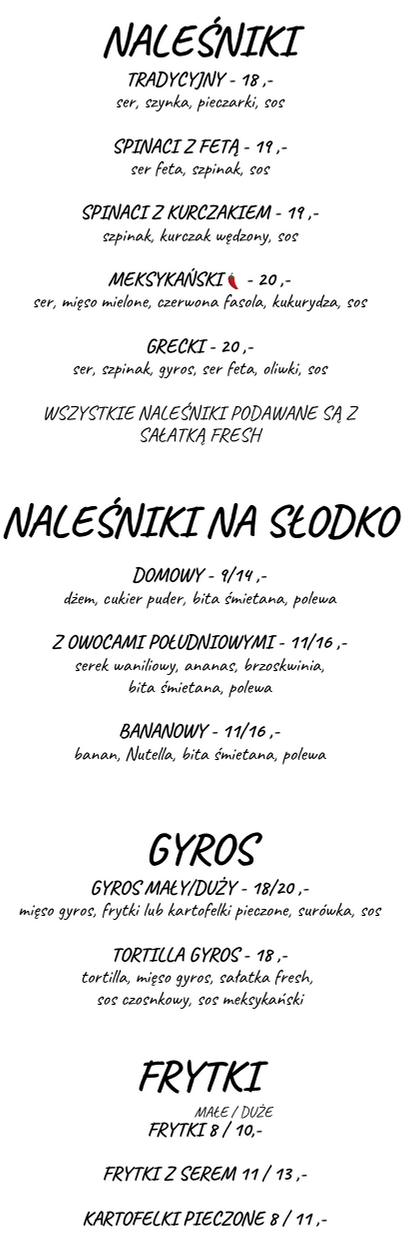 NALEŚNIKI
TRADYCYJNY - 18 ,-
ser, szynka, pieczarki, sos
SPINACI Z FETĄ - 19 ,-
ser feta, szpinak, sos
SPINACI Z KURCZAKIEM - 19 ,-
szpinak, kurczak wędzony, sos
MEKSYKAŃSKI🌶 - 20 ,-
ser, mięso mielone, czerwona fasola, kukurydza, sos
GRECKI - 20 ,-
ser, szpinak, gyros, ser feta, oliwki, sos
WSZYSTKIE NALEŚNIKI PODAWANE SĄ Z
SAŁATKĄ FRESH
NALEŚNIKI NA SŁODKO
DOMOWY - 9/14 ,-
dżem, cukier puder, bita śmietana, polewa
Z OWOCAMI POŁUDNIOWYMI - 11/16 ,-
serek waniliowy, ananas, brzoskwinia,
bita śmietana, polewa
BANANOWY - 11/16 ,-
banan, Nutella, bita śmietana, polewa
GYROS
GYROS MAŁY/DUŻY - 18/20 ,-
mięso gyros, frytki lub kartofelki pieczone, surówka, sos
TORTILLA GYROS - 18 ,-
tortilla, mięso gyros, sałatka fresh,
sos czosnkowy, sos meksykański
FRYTKI
MAŁE / DUŻE
FRYTKI 8 / 10,-
FRYTKI Z SEREM 11 / 13 ,-
KARTOFELKI PIECZONE 8 / 11 ,-